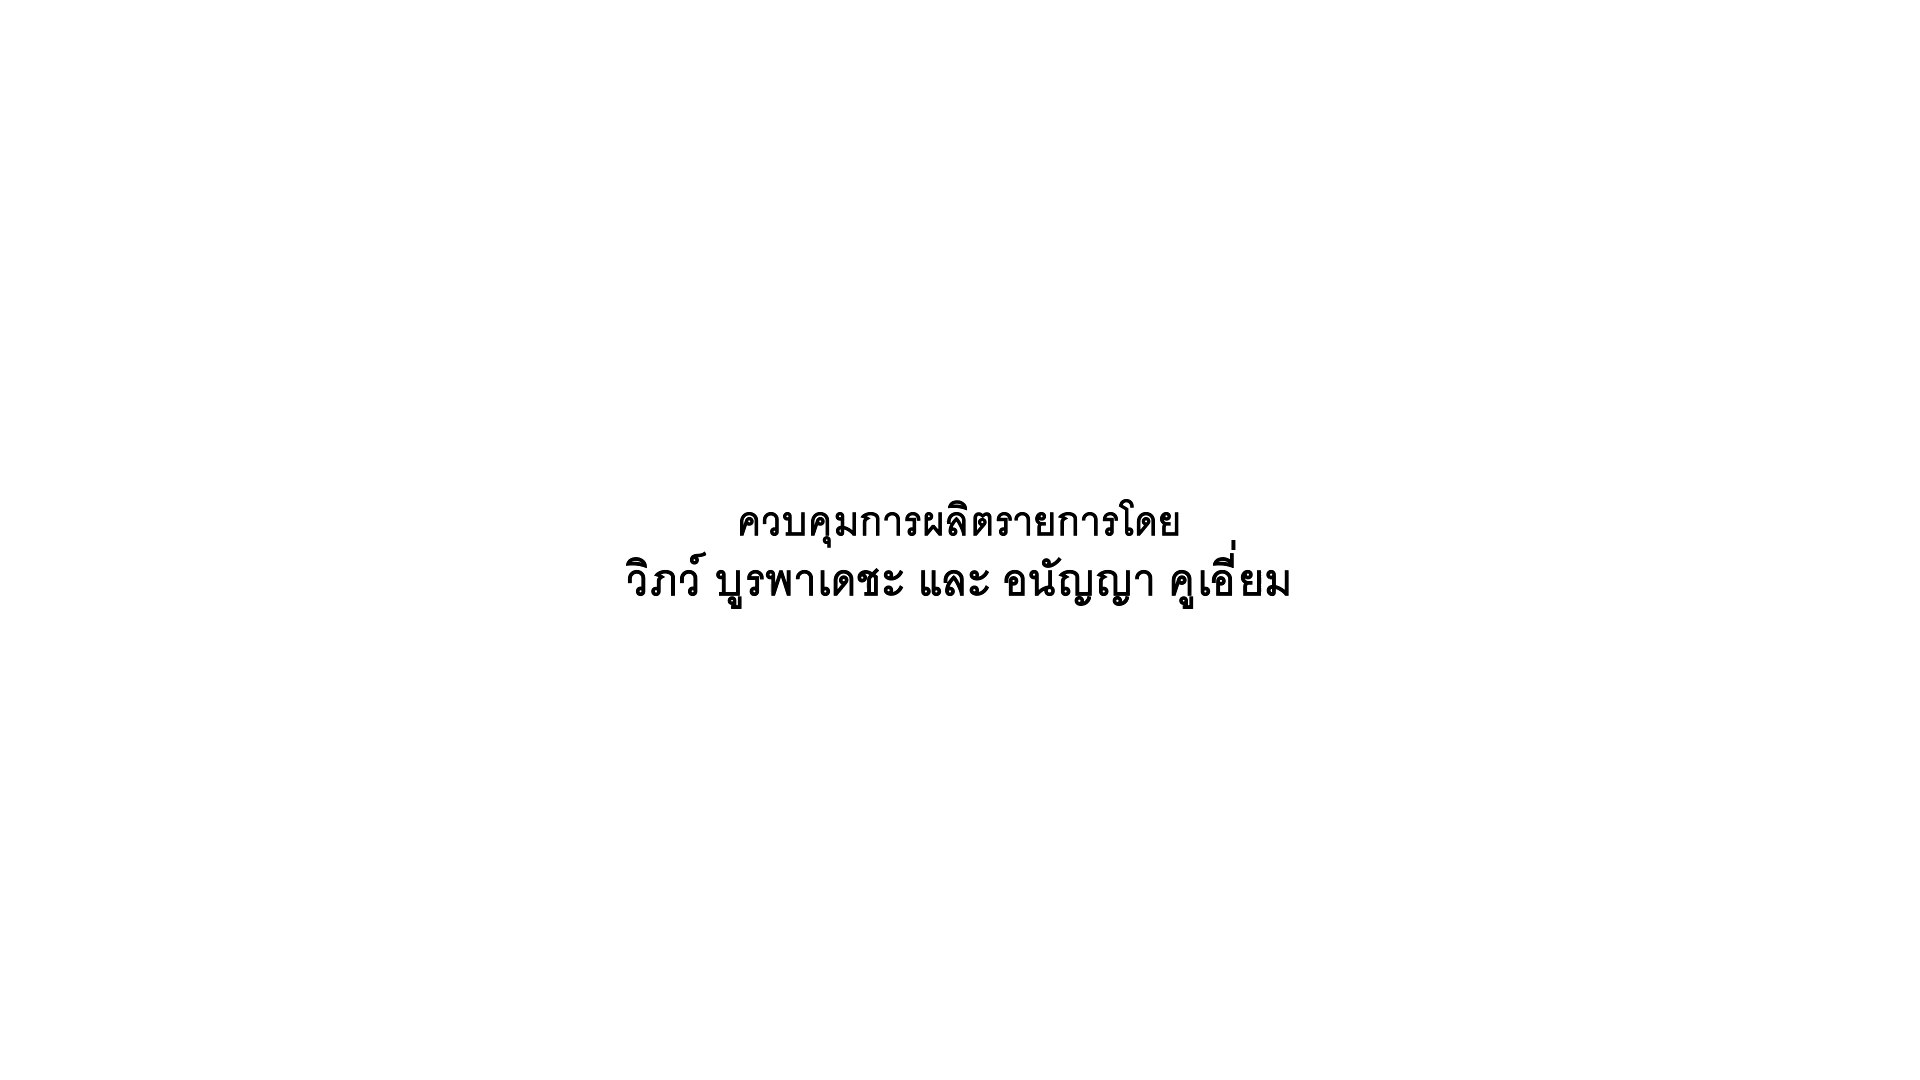 ควบคุมการผลิตรายการโดย
วิภว์ บูรพาเดชะ และ อนัญญา คูเอี่ยม